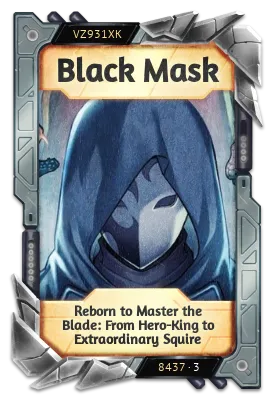 VZ931XK
Black Mask
Reborn to Master the
Blade: From Hero-King to
Extraordinary Squire
8437·3